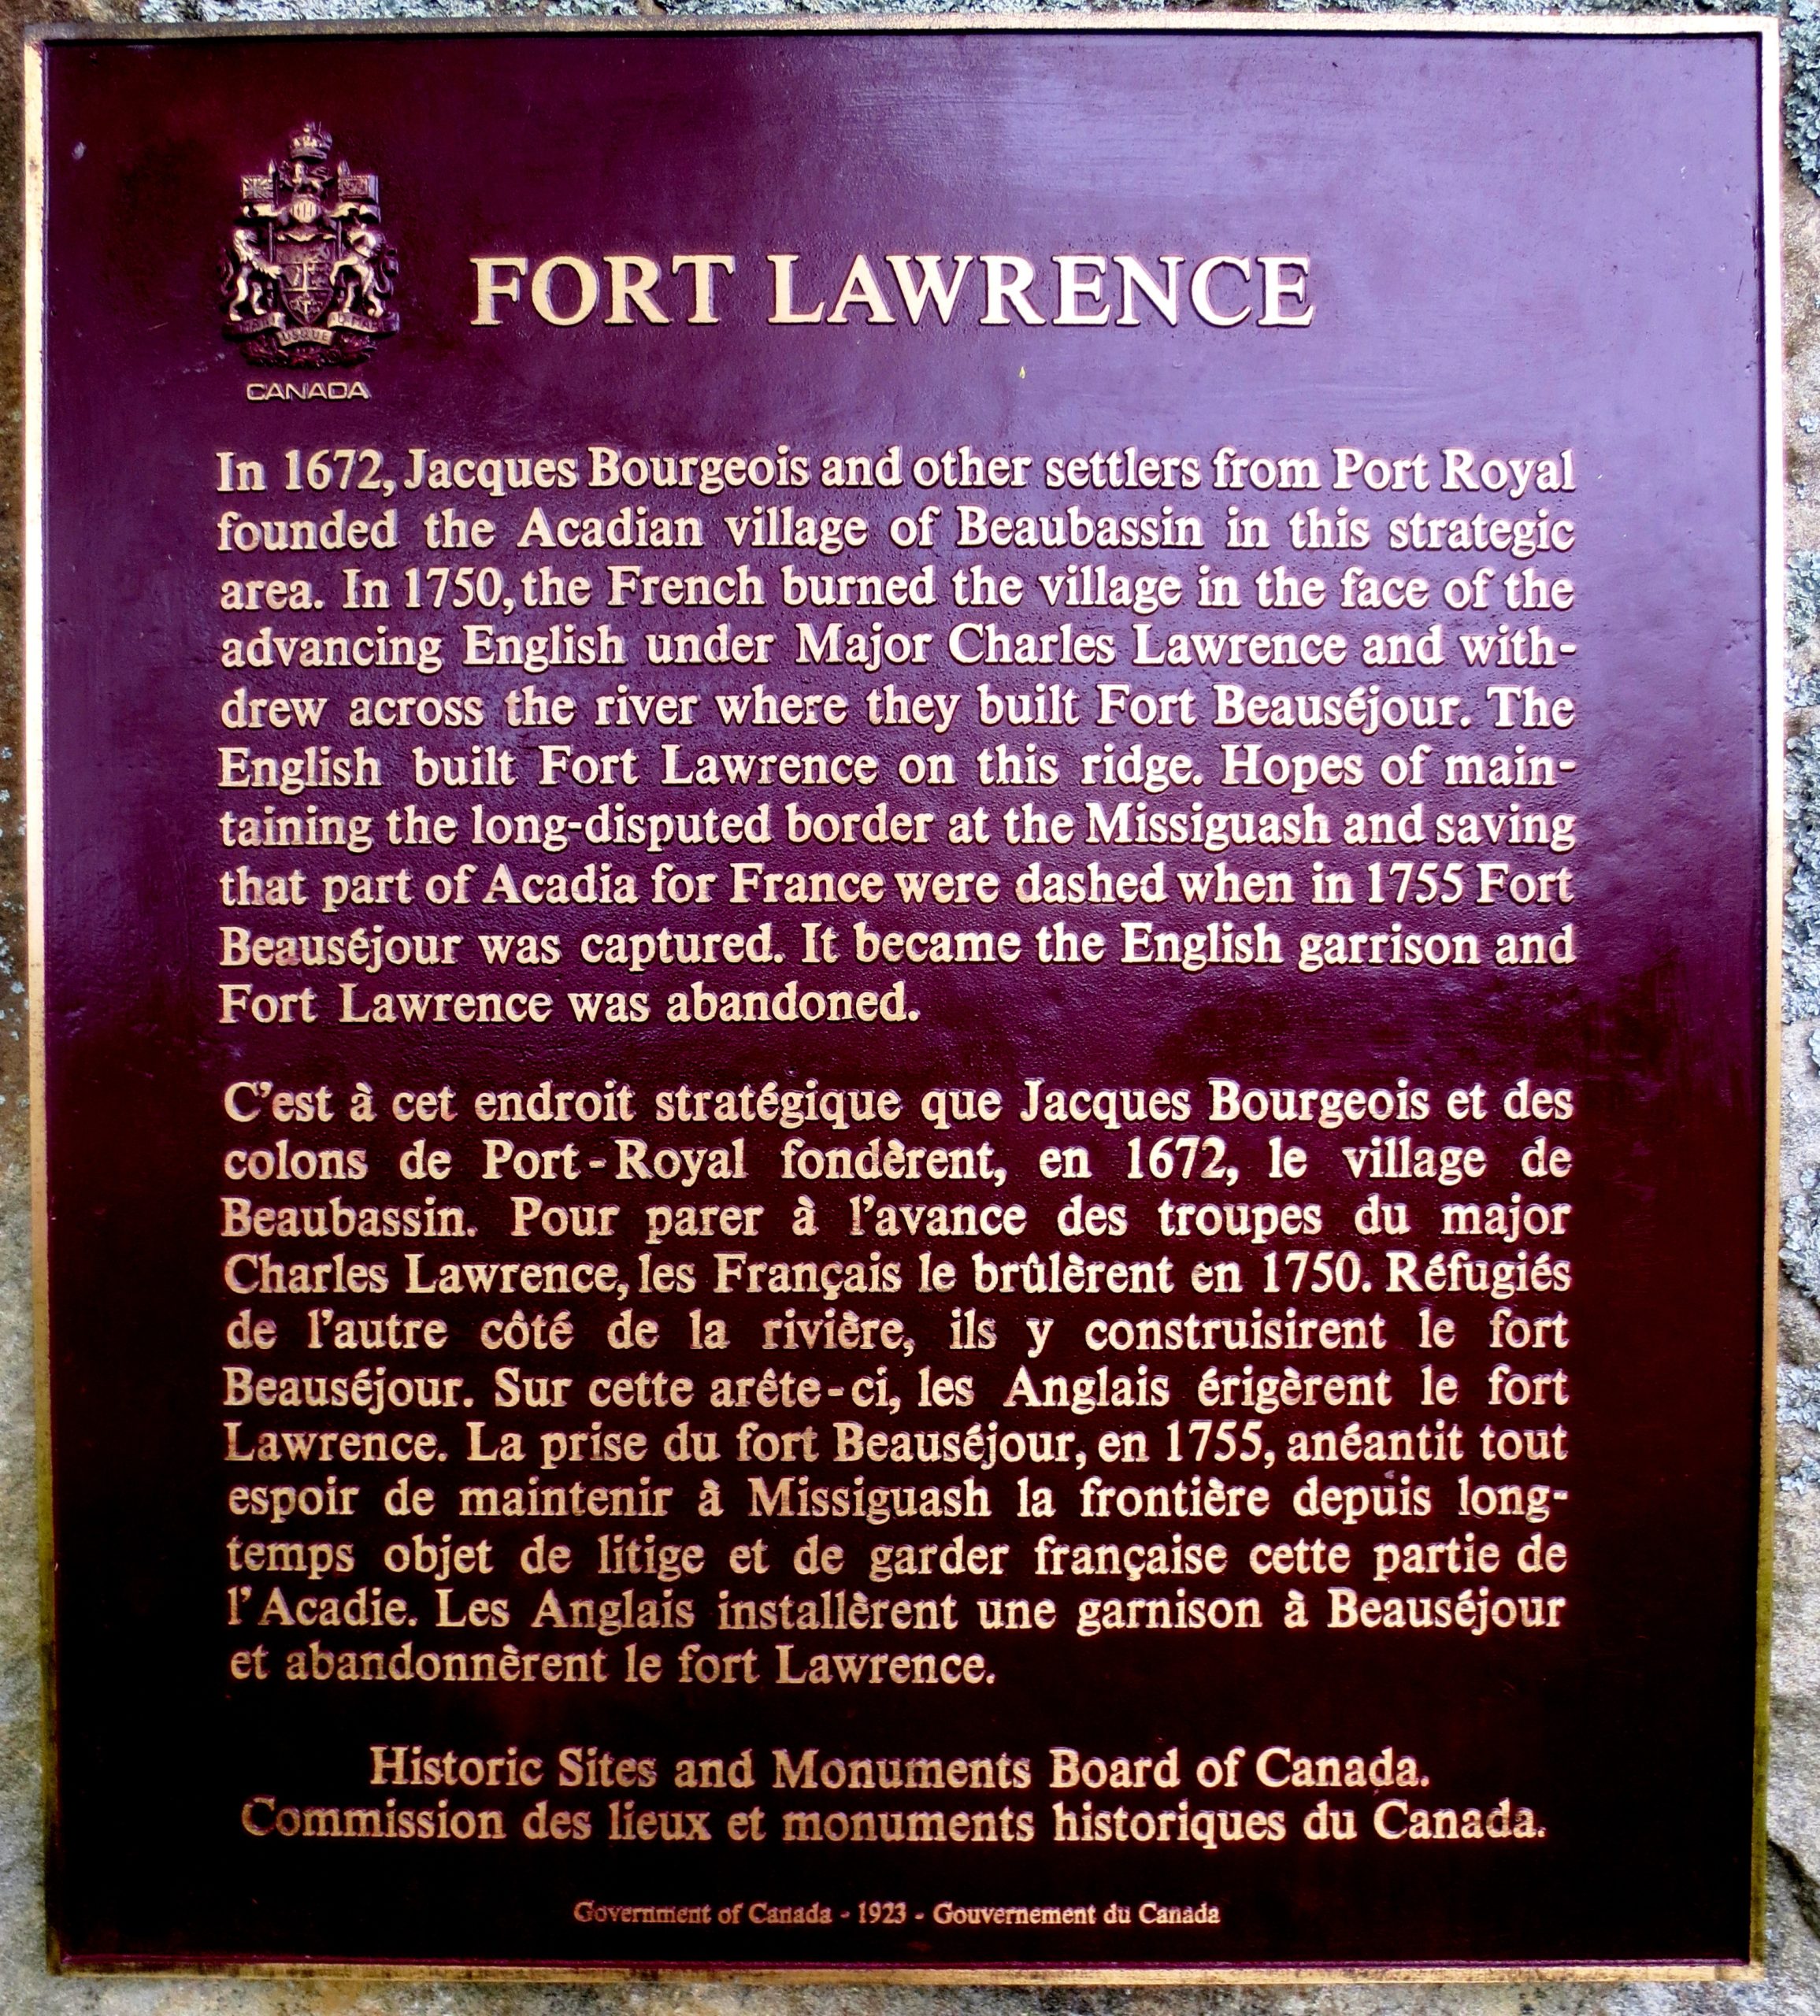 FORT LAWRENCE
CANADA
In 1672, Jacques Bourgeois and other settlers from Port Royal
founded the Acadian village of Beaubassin in this strategic
area. In 1750, the French burned the village in the face of the
advancing English under Major Charles Lawrence and with-
drew across the river where they built Fort Beauséjour. The
English built Fort Lawrence on this ridge. Hopes of main-
taining the long-disputed border at the Missiguash and saving
that part of Acadia for France were dashed when in 1755 Fort
Beauséjour was captured. It became the English garrison and
Fort Lawrence was abandoned.
C'est à cet endroit stratégique que Jacques Bourgeois et des
colons de Port-Royal fondèrent, en 1672, le village de
Beaubassin. Pour parer à l'avance des troupes du major
Charles Lawrence, les Français le brûlèrent en 1750. Réfugiés
de l'autre côté de la rivière, ils y construisirent le fort
Beauséjour. Sur cette arête-ci, les Anglais érigèrent le fort
Lawrence. La prise du fort Beauséjour, en 1755, anéantit tout
espoir de maintenir à Missiguash la frontière depuis long-
temps objet de litige et de garder française cette partie de
l'Acadie. Les Anglais installèrent une garnison à Beauséjour
et abandonnèrent le fort Lawrence.
Historic Sites and Monuments Board of Canada.
Commission des lieux et monuments historiques du Canada.
Government of Canada - 1923 - Gouvernement du Canada